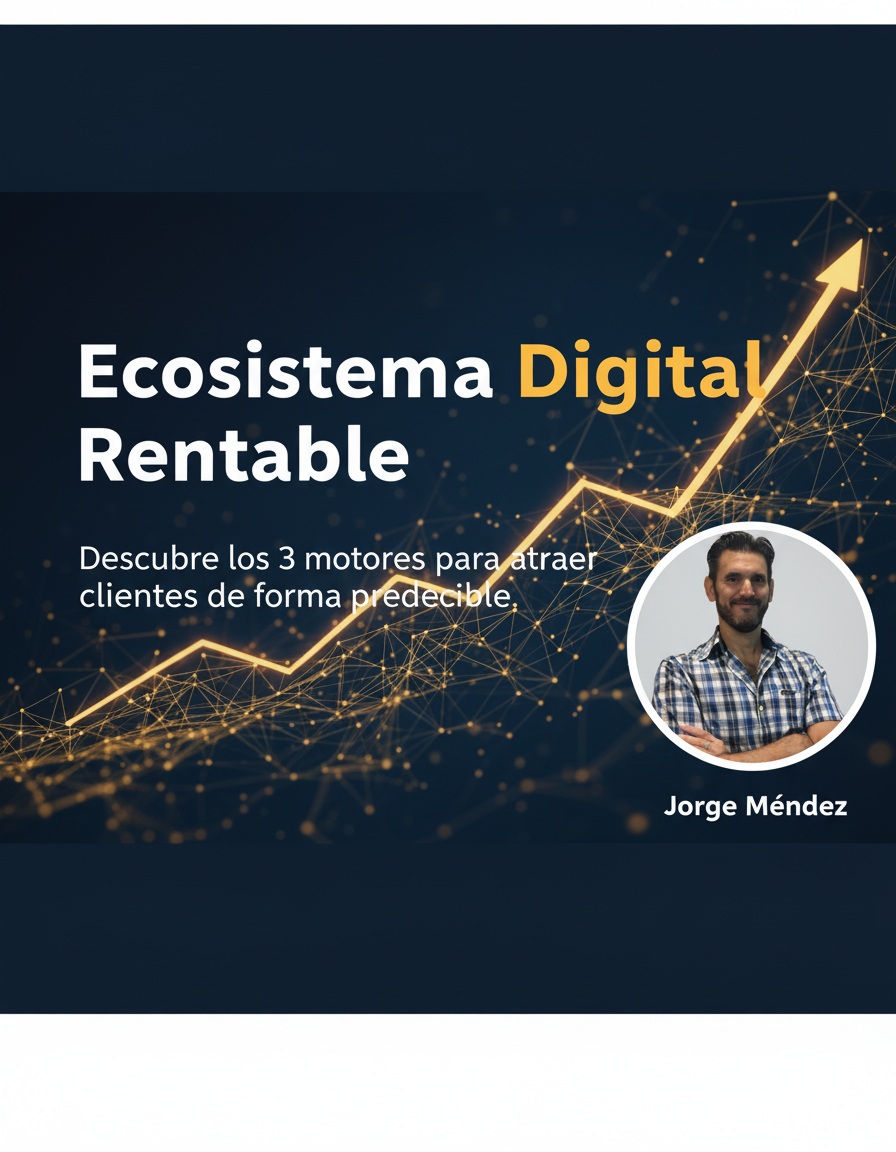 Ecosistema Digital
Rentable
Descubre los 3 motores para atraer
clientes de forma predecible.
Jorge Méndez